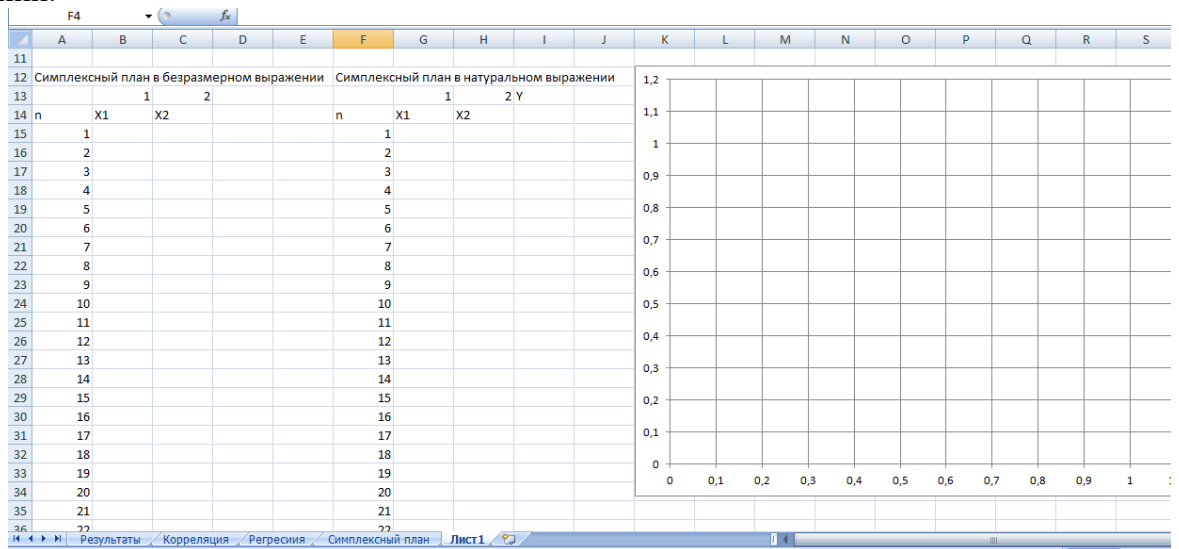 F4 fx
A B C D E F G H I J K L M N O P Q R S
11
12 Симплексный план в безразмерном выражении Симплексный план в натуральном выражении
13 1 2 1 2 Y
14 n X1 X2 n X1 X2
15 1 1
16 2 2
17 3 3
18 4 4
19 5 5
20 6 6
21 7 7
22 8 8
23 9 9
24 10 10
25 11 11
26 12 12
27 13 13
28 14 14
29 15 15
30 16 16
31 17 17
32 18 18
33 19 19
34 20 20
35 21 21
36 22 22
1,2
1,1
1
0,9
0,8
0,7
0,6
0,5
0,4
0,3
0,2
0,1
0
0 0,1 0,2 0,3 0,4 0,5 0,6 0,7 0,8 0,9 1
Результаты Корреляция Регресиия Симплексный план Лист1